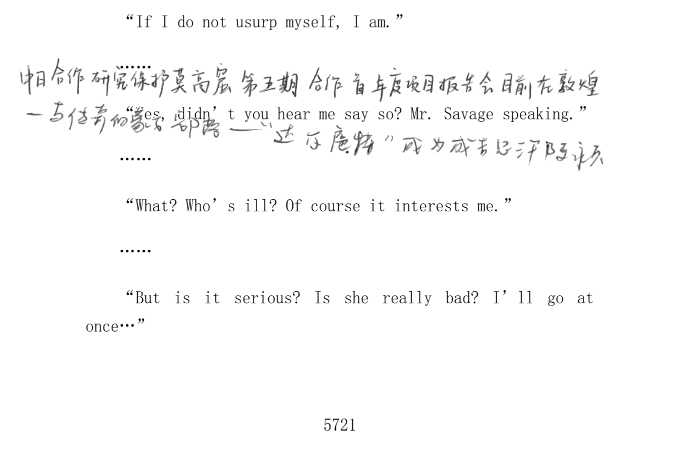 “If I do not usurp myself, I am.”
……
中日合作研究保护莫高窟第五期合作首年度项目报告会目前在敦煌
“Yes, didn’t you hear me say so? Mr. Savage speaking.”
一支传奇的蒙古部落——“达尔扈特”成为成吉思汗陵
……
“What? Who’s ill? Of course it interests me.”
……
“But is it serious? Is she really bad? I’ll go at
once…”
5721